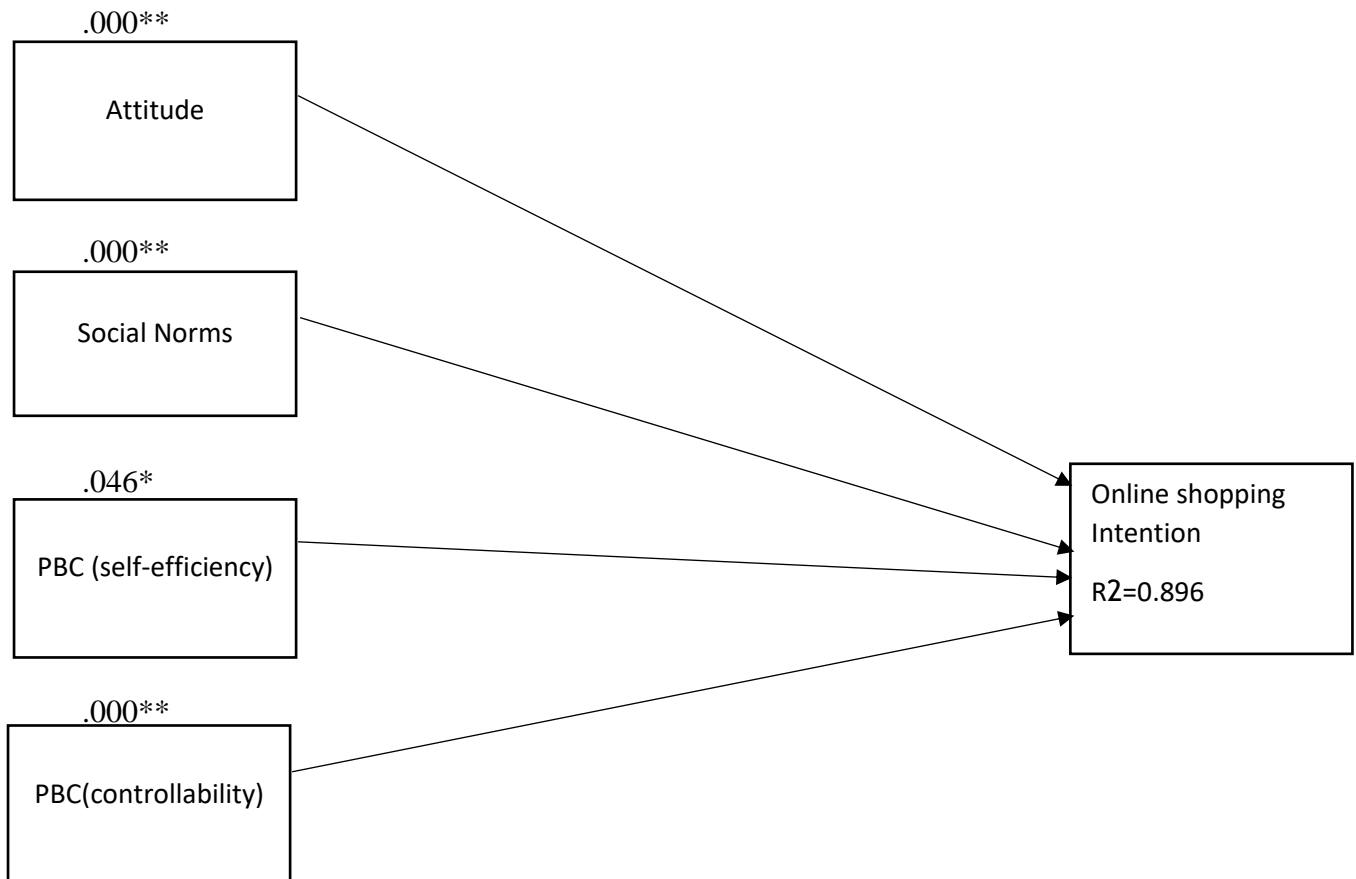 .000**
Attitude
.000**
Social Norms
.046*
PBC (self-efficiency)
.000**
PBC(controllability)
Online shopping
Intention
R2=0.896